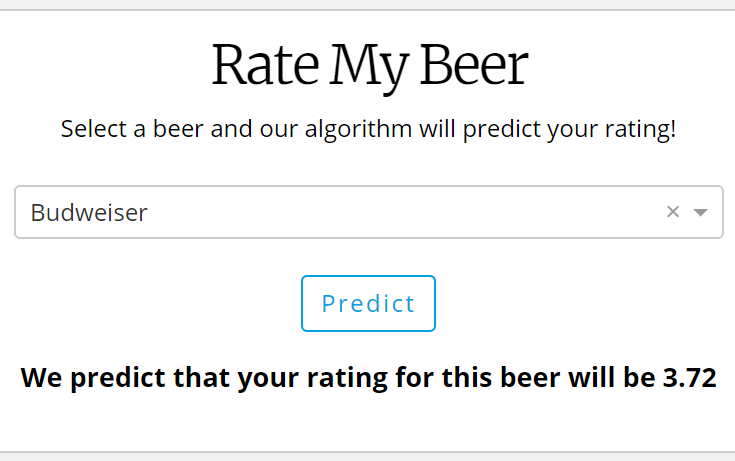 Rate My Beer
Select a beer and our algorithm will predict your rating!
Budweiser ×
Predict
We predict that your rating for this beer will be 3.72